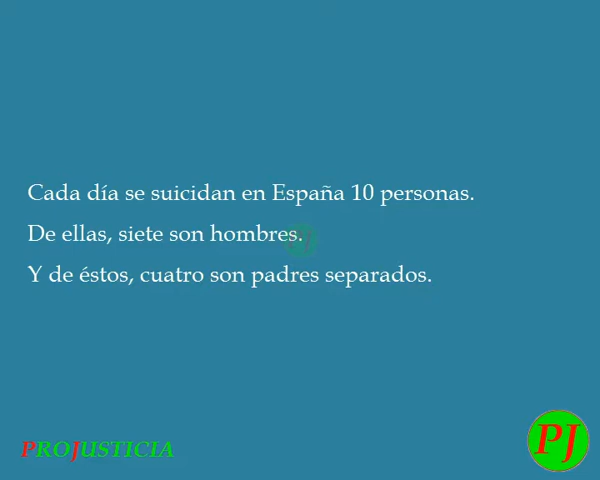 Cada día se suicidan en España 10 personas.
De ellas, siete son hombres.
Y de éstos, cuatro son padres separados.
PROJUSTICIA
PJ